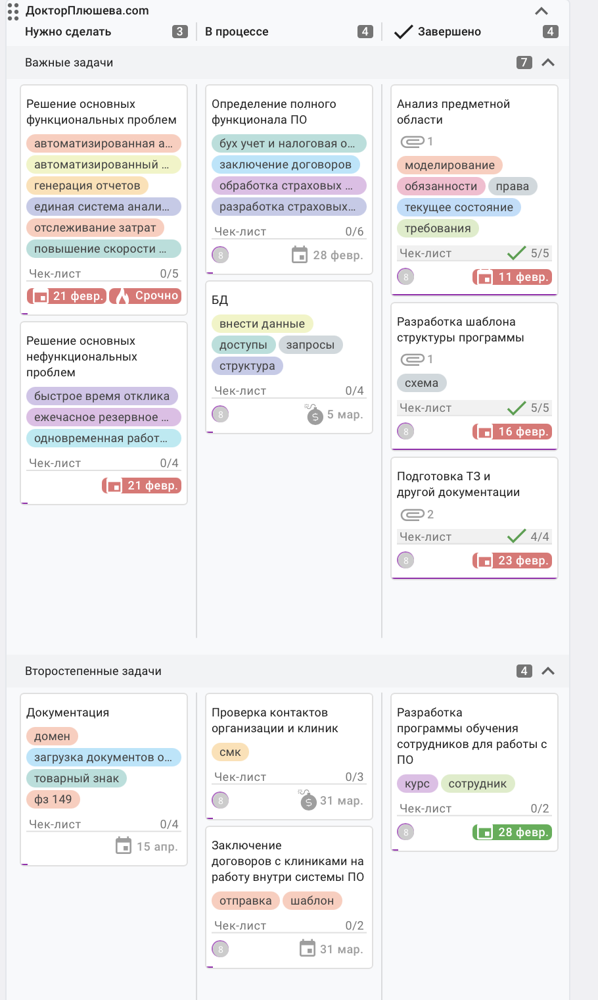 ДокторПлюшева.com
Нужно сделать 3
В процессе 4
Завершено 4
Важные задачи 7
Решение основных
функциональных проблем
автоматизированная а...
автоматизированный ...
генерация отчетов
единая система анали...
отслеживание затрат
повышение скорости ...
Чек-лист 0/5
21 февр. Срочно
Решение основных
нефункциональных
проблем
быстрое время отклика
ежечасное резервное ...
одновременная работ...
Чек-лист 0/4
21 февр.
Определение полного
функционала ПО
бух учет и налоговая о...
заключение договоров
обработка страховых ...
разработка страховых...
Чек-лист 0/6
8 28 февр.
БД
внести данные
доступы запросы
структура
Чек-лист 0/4
8 5 мар.
Анализ предметной
области
1
моделирование
обязанности права
текущее состояние
требования
Чек-лист 5/5
8 11 февр.
Разработка шаблона
структуры программы
1
схема
Чек-лист 5/5
8 16 февр.
Подготовка ТЗ и
другой документации
2
Чек-лист 4/4
8 23 февр.
Второстепенные задачи 4
Документация
домен
загрузка документов о...
товарный знак
фз 149
Чек-лист 0/4
15 апр.
Проверка контактов
организации и клиник
смк
Чек-лист 0/3
8 31 мар.
Заключение
договоров с клиниками на
работу внутри системы ПО
отправка шаблон
Чек-лист 0/2
8 31 мар.
Разработка
программы обучения
сотрудников для работы с
ПО
курс сотрудник
Чек-лист 0/2
8 28 февр.